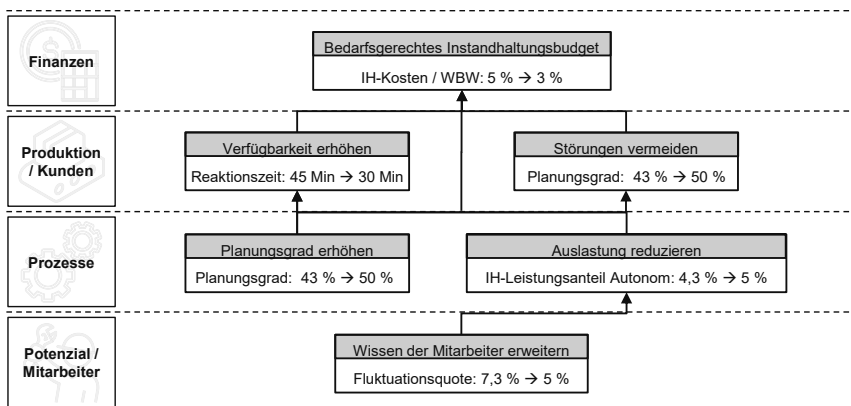 Finanzen
Bedarfsgerechtes Instandhaltungsbudget
IH-Kosten / WBW: 5 % → 3 %
Produktion
/ Kunden
Verfügbarkeit erhöhen
Reaktionszeit: 45 Min → 30 Min
Störungen vermeiden
Planungsgrad: 43 % → 50 %
Prozesse
Planungsgrad erhöhen
Planungsgrad: 43 % → 50 %
Auslastung reduzieren
IH-Leistungsanteil Autonom: 4,3 % → 5 %
Potenzial /
Mitarbeiter
Wissen der Mitarbeiter erweitern
Fluktuationsquote: 7,3 % → 5 %